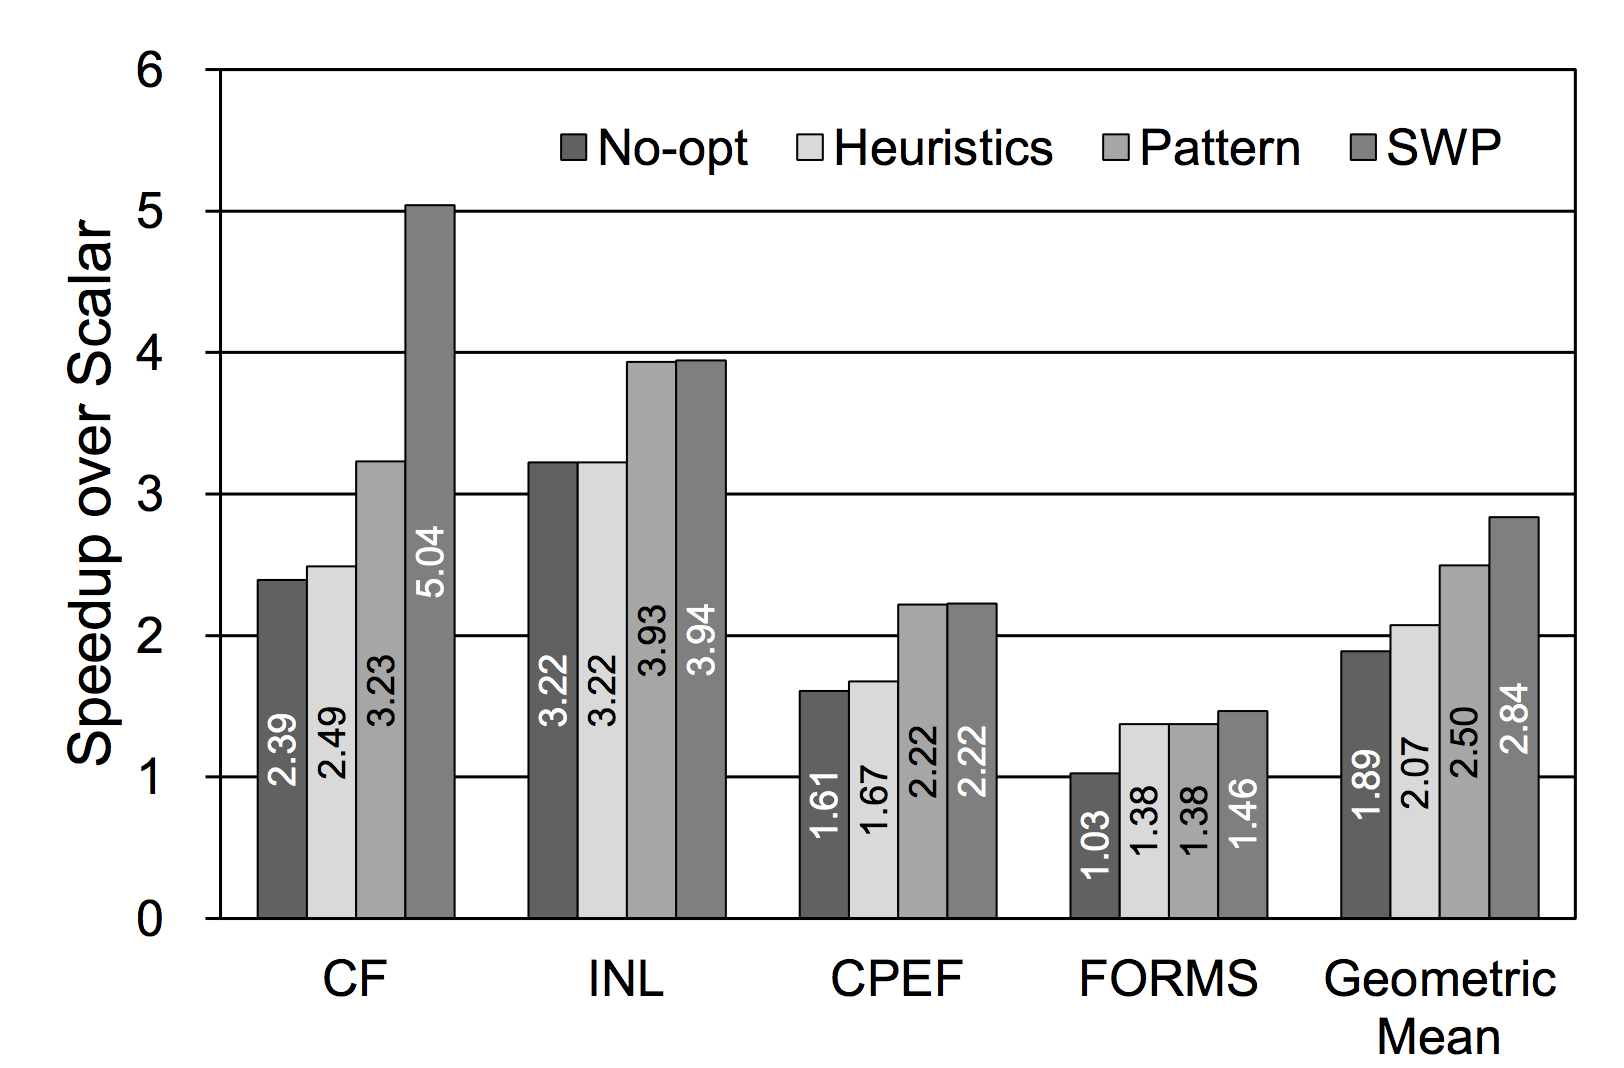 Speedup over Scalar
6
5
4
3
2
1
0
No-opt Heuristics Pattern SWP
2.39 2.49 3.23 5.04
3.22 3.22 3.93 3.94
1.61 1.67 2.22 2.22
1.03 1.38 1.38 1.46
1.89 2.07 2.50 2.84
CF INL CPEF FORMS Geometric
Mean